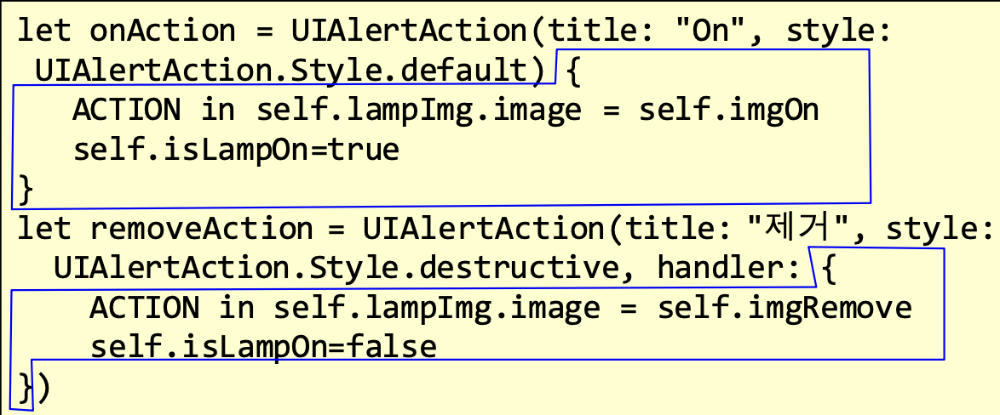 let onAction = UIAlertAction(title: "On", style:
UIAlertAction.Style.default) {
ACTION in self.lampImg.image = self.imgOn
self.isLampOn=true
}
let removeAction = UIAlertAction(title: "제거", style:
UIAlertAction.Style.destructive, handler: {
ACTION in self.lampImg.image = self.imgRemove
self.isLampOn=false
})